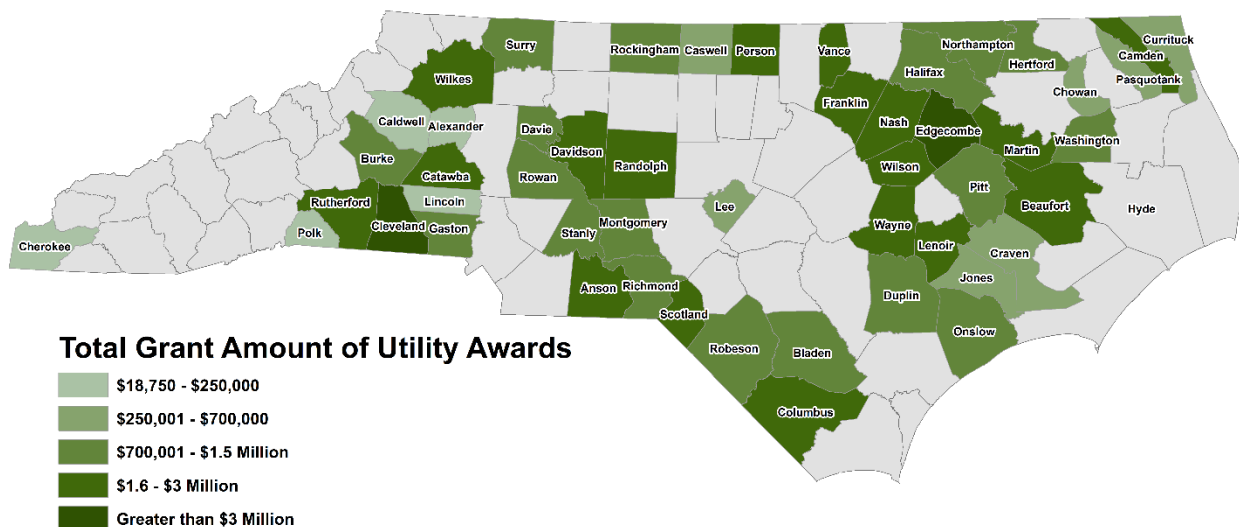 Surry
Rockingham
Caswell
Person
Vance
Northampton
Hertford
Currituck
Camden
Pasquotank
Wilkes
Halifax
Chowan
Franklin
Nash
Edgecombe
Caldwell
Alexander
Davie
Davidson
Martin
Washington
Burke
Catawba
Rowan
Randolph
Wilson
Pitt
Rutherford
Lincoln
Lee
Beaufort
Hyde
Polk
Cleveland
Gaston
Stanly
Montgomery
Wayne
Lenoir
Craven
Cherokee
Jones
Anson
Richmond
Duplin
Scotland
Onslow
Robeson
Bladen
Columbus
Total Grant Amount of Utility Awards
$18,750 - $250,000
$250,001 - $700,000
$700,001 - $1.5 Million
$1.6 - $3 Million
Greater than $3 Million